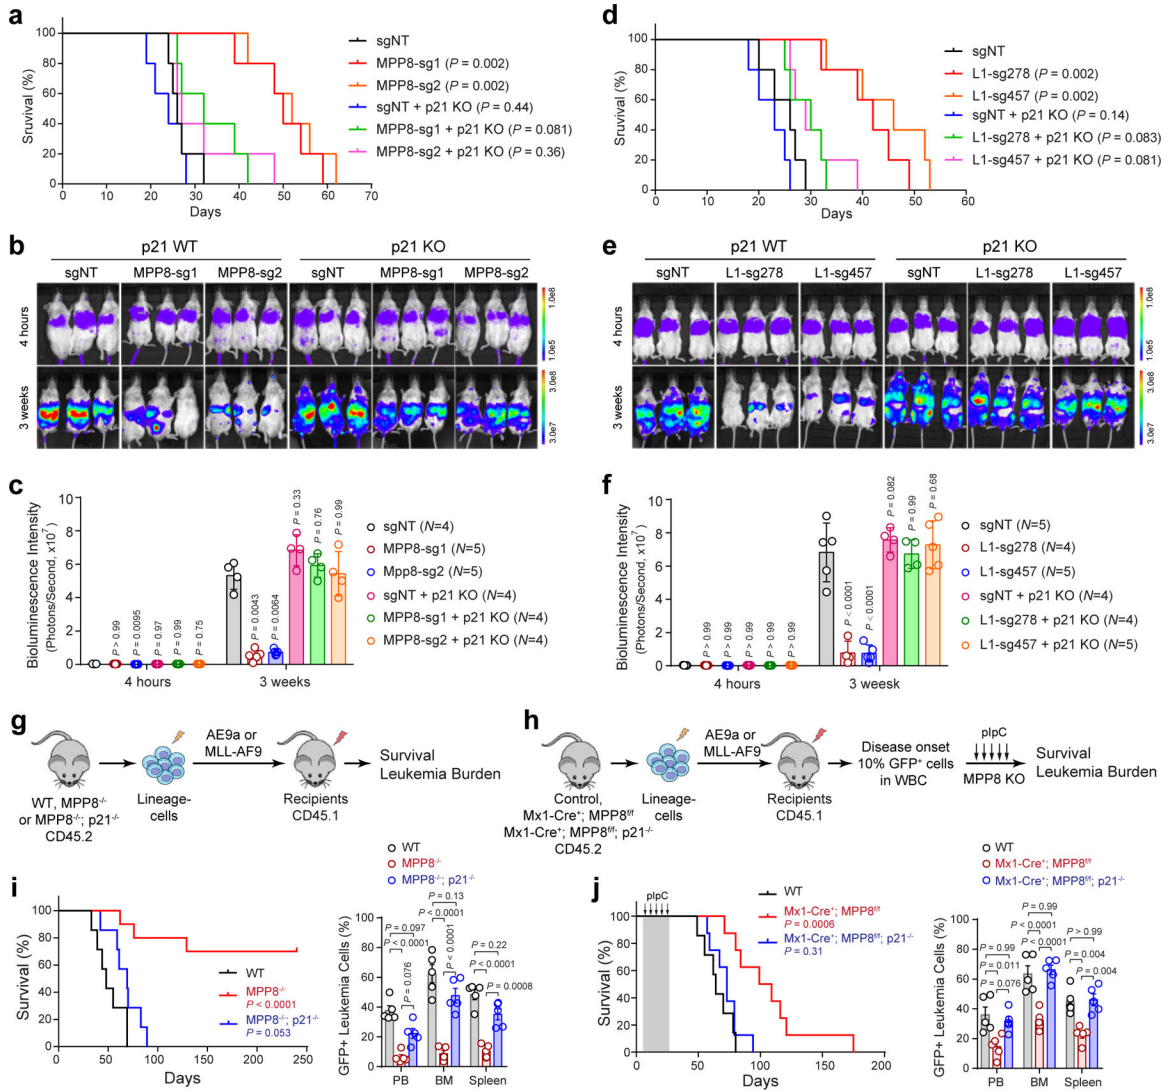 a
Sruvival (%)
100
80
60
40
20
0
0 10 20 30 40 50 60 70
Days
sgNT
MPP8-sg1 (P = 0.002)
MPP8-sg2 (P = 0.002)
sgNT + p21 KO (P = 0.44)
MPP8-sg1 + p21 KO (P = 0.081)
MPP8-sg2 + p21 KO (P = 0.36)
d
Sruvival (%)
100
80
60
40
20
0
0 20 40 60
Days
sgNT
L1-sg278 (P = 0.002)
L1-sg457 (P = 0.002)
sgNT + p21 KO (P = 0.14)
L1-sg278 + p21 KO (P = 0.083)
L1-sg457 + p21 KO (P = 0.081)
b
p21 WT p21 KO
sgNT MPP8-sg1 MPP8-sg2 sgNT MPP8-sg1 MPP8-sg2
4 hours
1.0e8
1.0e5
3 weeks
3.0e8
3.0e7
e
p21 WT p21 KO
sgNT L1-sg278 L1-sg457 sgNT L1-sg278 L1-sg457
4 hours
1.0e8
1.0e5
3 weeks
3.0e8
3.0e7
c
Bioluminescence Intensity
(Photons/Second, x10⁷)
10
8
6
4
2
0
P > 0.99
P = 0.0095
P = 0.97
P = 0.99
P = 0.75
P = 0.0043
P = 0.0064
P = 0.33
P = 0.76
P = 0.99
4 hours 3 weeks
sgNT (N=4)
MPP8-sg1 (N=5)
Mpp8-sg2 (N=5)
sgNT + p21 KO (N=4)
MPP8-sg1 + p21 KO (N=4)
MPP8-sg2 + p21 KO (N=4)
f
Bioluminescence Intensity
(Photons/Second, x10⁷)
10
8
6
4
2
0
P > 0.99
P > 0.99
P > 0.99
P > 0.99
P > 0.99
P < 0.0001
P < 0.0001
P = 0.082
P = 0.99
P = 0.68
4 hours 3 weesk
sgNT (N=5)
L1-sg278 (N=4)
L1-sg457 (N=5)
sgNT + p21 KO (N=4)
L1-sg278 + p21 KO (N=4)
L1-sg457 + p21 KO (N=5)
g
WT, MPP8⁻/⁻
or MPP8⁻/⁻; p21⁻/⁻
CD45.2
Lineage-
cells
AE9a or
MLL-AF9
Recipients
CD45.1
Survival
Leukemia Burden
h
Control,
Mx1-Cre⁺; MPP8f/f
Mx1-Cre⁺; MPP8f/f; p21⁻/⁻
CD45.2
Lineage-
cells
AE9a or
MLL-AF9
Recipients
CD45.1
Disease onset
10% GFP⁺ cells
in WBC
pIpC
MPP8 KO
Survival
Leukemia Burden
i
Survival (%)
100
80
60
40
20
0
0 50 100 150 200 250
Days
WT
MPP8⁻/⁻
P < 0.0001
MPP8⁻/⁻; p21⁻/⁻
P = 0.053
WT
MPP8⁻/⁻
MPP8⁻/⁻; p21⁻/⁻
GFP+ Leukemia Cells (%)
100
80
60
40
20
0
P = 0.097
P < 0.0001
P = 0.076
P = 0.13
P < 0.0001
P < 0.0001
P = 0.22
P < 0.0001
P = 0.0008
PB BM Spleen
j
pIpC
Survival (%)
100
80
60
40
20
0
0 50 100 150 200
Days
WT
Mx1-Cre⁺; MPP8f/f
P = 0.0006
Mx1-Cre⁺; MPP8f/f; p21⁻/⁻
P = 0.31
WT
Mx1-Cre⁺; MPP8f/f
Mx1-Cre⁺; MPP8f/f; p21⁻/⁻
GFP+ Leukemia Cells (%)
100
80
60
40
20
0
P = 0.99
P = 0.011
P = 0.076
P = 0.99
P < 0.0001
P < 0.0001
P > 0.99
P = 0.004
P = 0.004
PB BM Spleen